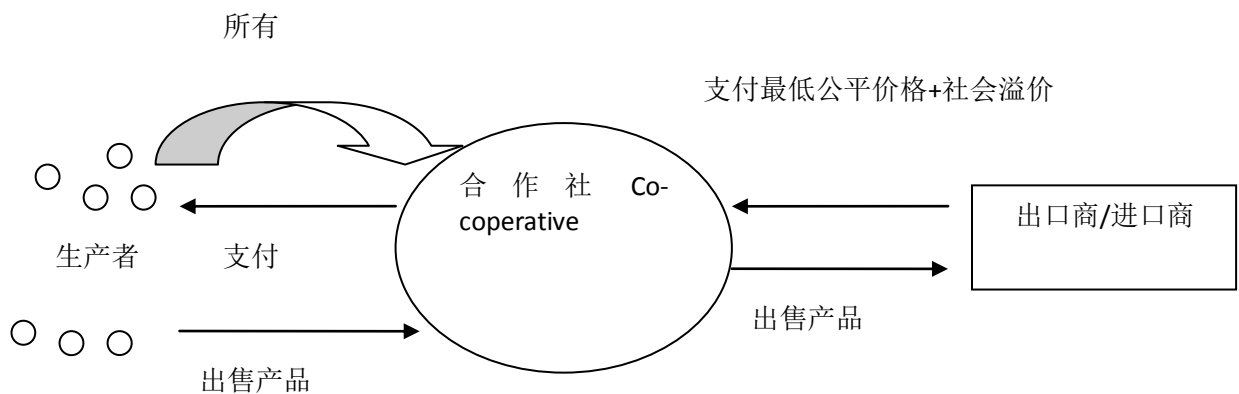 所有
支付最低公平价格+社会溢价
合作社 Co-
coperative
出口商/进口商
生产者
支付
出售产品
出售产品